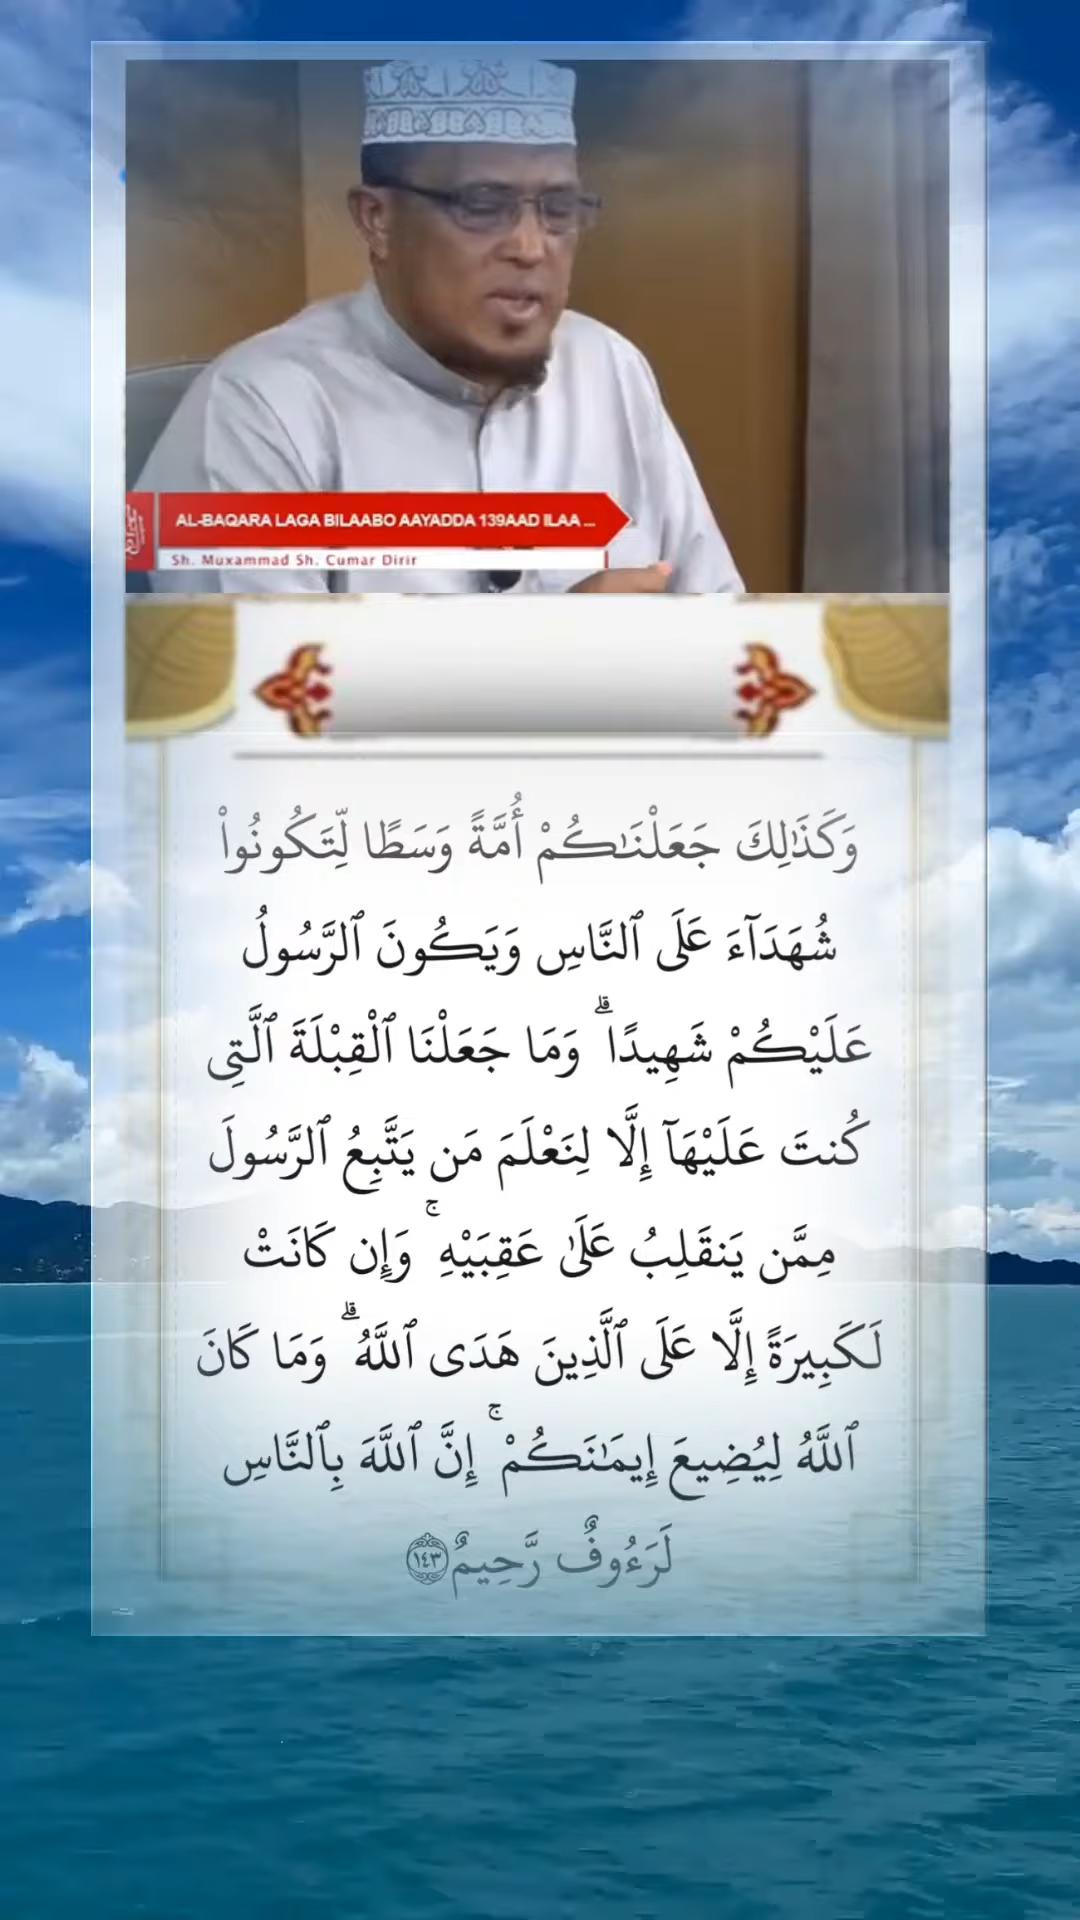 AL-BAQARA LAGA BILAABO AAYADDA 139AAD ILAA ...
Sh. Muxammad Sh. Cumar Dirir
وَكَذَٰلِكَ جَعَلْنَـٰكُمْ أُمَّةً وَسَطًا لِّتَكُونُوا۟
شُهَدَآءَ عَلَى ٱلنَّاسِ وَيَكُونَ ٱلرَّسُولُ
عَلَيْكُمْ شَهِيدًا ۗ وَمَا جَعَلْنَا ٱلْقِبْلَةَ ٱلَّتِى
كُنتَ عَلَيْهَآ إِلَّا لِنَعْلَمَ مَن يَتَّبِعُ ٱلرَّسُولَ
مِمَّن يَنقَلِبُ عَلَىٰ عَقِبَيْهِ ۚ وَإِن كَانَتْ
لَكَبِيرَةً إِلَّا عَلَى ٱلَّذِينَ هَدَى ٱللَّهُ ۗ وَمَا كَانَ
ٱللَّهُ لِيُضِيعَ إِيمَـٰنَكُمْ ۚ إِنَّ ٱللَّهَ بِٱلنَّاسِ
لَرَءُوفٌ رَّحِيمٌ ١٤٣